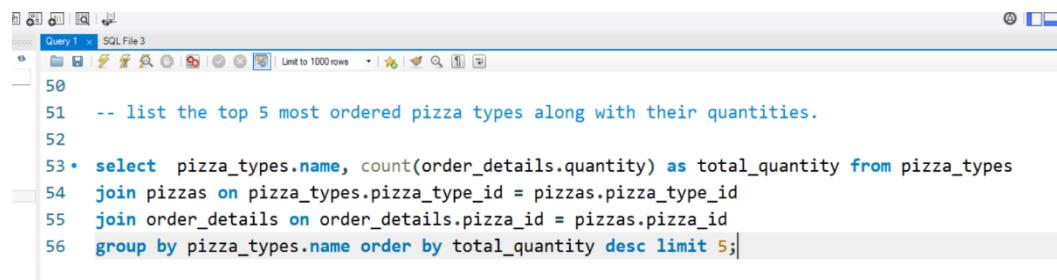 Query 1 SQL File 3
Limit to 1000 rows
50
51 -- list the top 5 most ordered pizza types along with their quantities.
52
53 select pizza_types.name, count(order_details.quantity) as total_quantity from pizza_types
54 join pizzas on pizza_types.pizza_type_id = pizzas.pizza_type_id
55 join order_details on order_details.pizza_id = pizzas.pizza_id
56 group by pizza_types.name order by total_quantity desc limit 5;